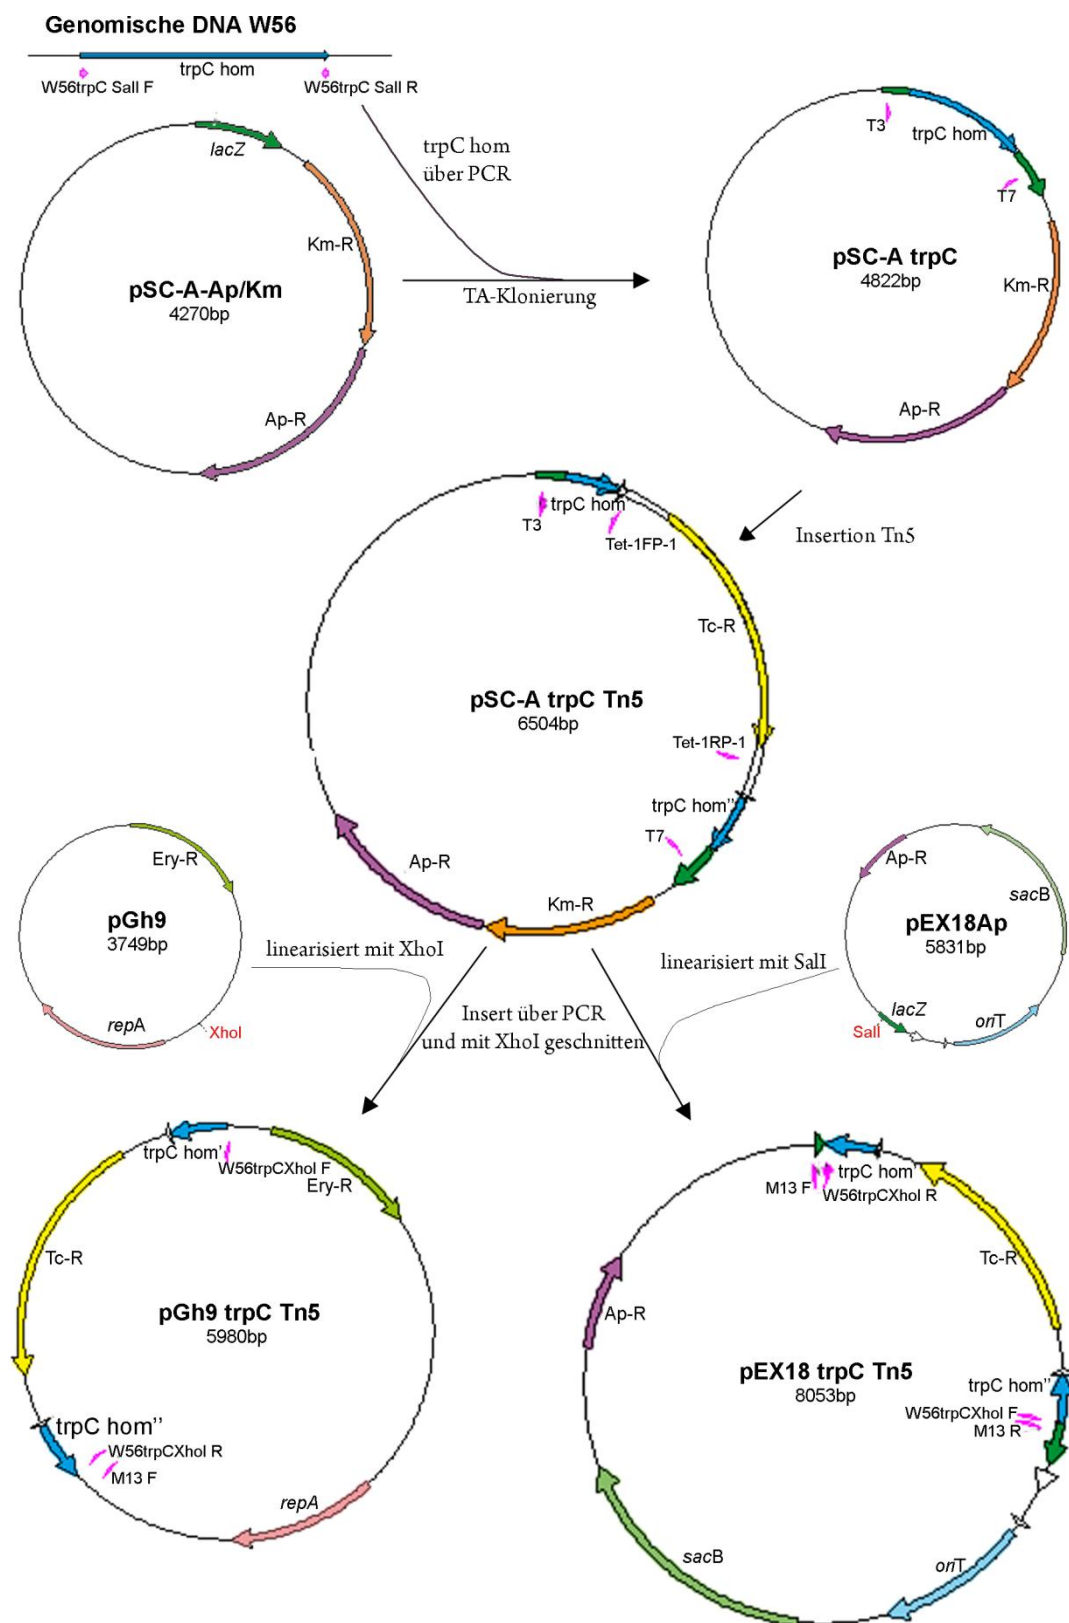 Genomische DNA W56
trpC hom
W56trpC SalI F
W56trpC SalI R
lacZ
Km-R
pSC-A-Ap/Km
4270bp
Ap-R
trpC hom
über PCR
TA-Klonierung
T3
trpC hom
T7
pSC-A trpC
4822bp
Km-R
Ap-R
Insertion Tn5
T3
trpC hom'
Tet-1FP-1
Tc-R
pSC-A trpC Tn5
6504bp
Tet-1RP-1
trpC hom''
T7
Ap-R
Km-R
Ery-R
pGh9
3749bp
repA
XhoI
linearisiert mit XhoI
Insert über PCR
und mit XhoI geschnitten
linearisiert mit SalI
Ap-R
sacB
pEX18Ap
5831bp
lacZ
SalI
oriT
trpC hom'
W56trpCXhoI F
Ery-R
Tc-R
pGh9 trpC Tn5
5980bp
trpC hom''
W56trpCXhoI R
M13 F
repA
trpC hom'
M13 F
W56trpCXhoI R
Tc-R
Ap-R
pEX18 trpC Tn5
8053bp
trpC hom''
W56trpCXhoI F
M13 R
sacB
oriT